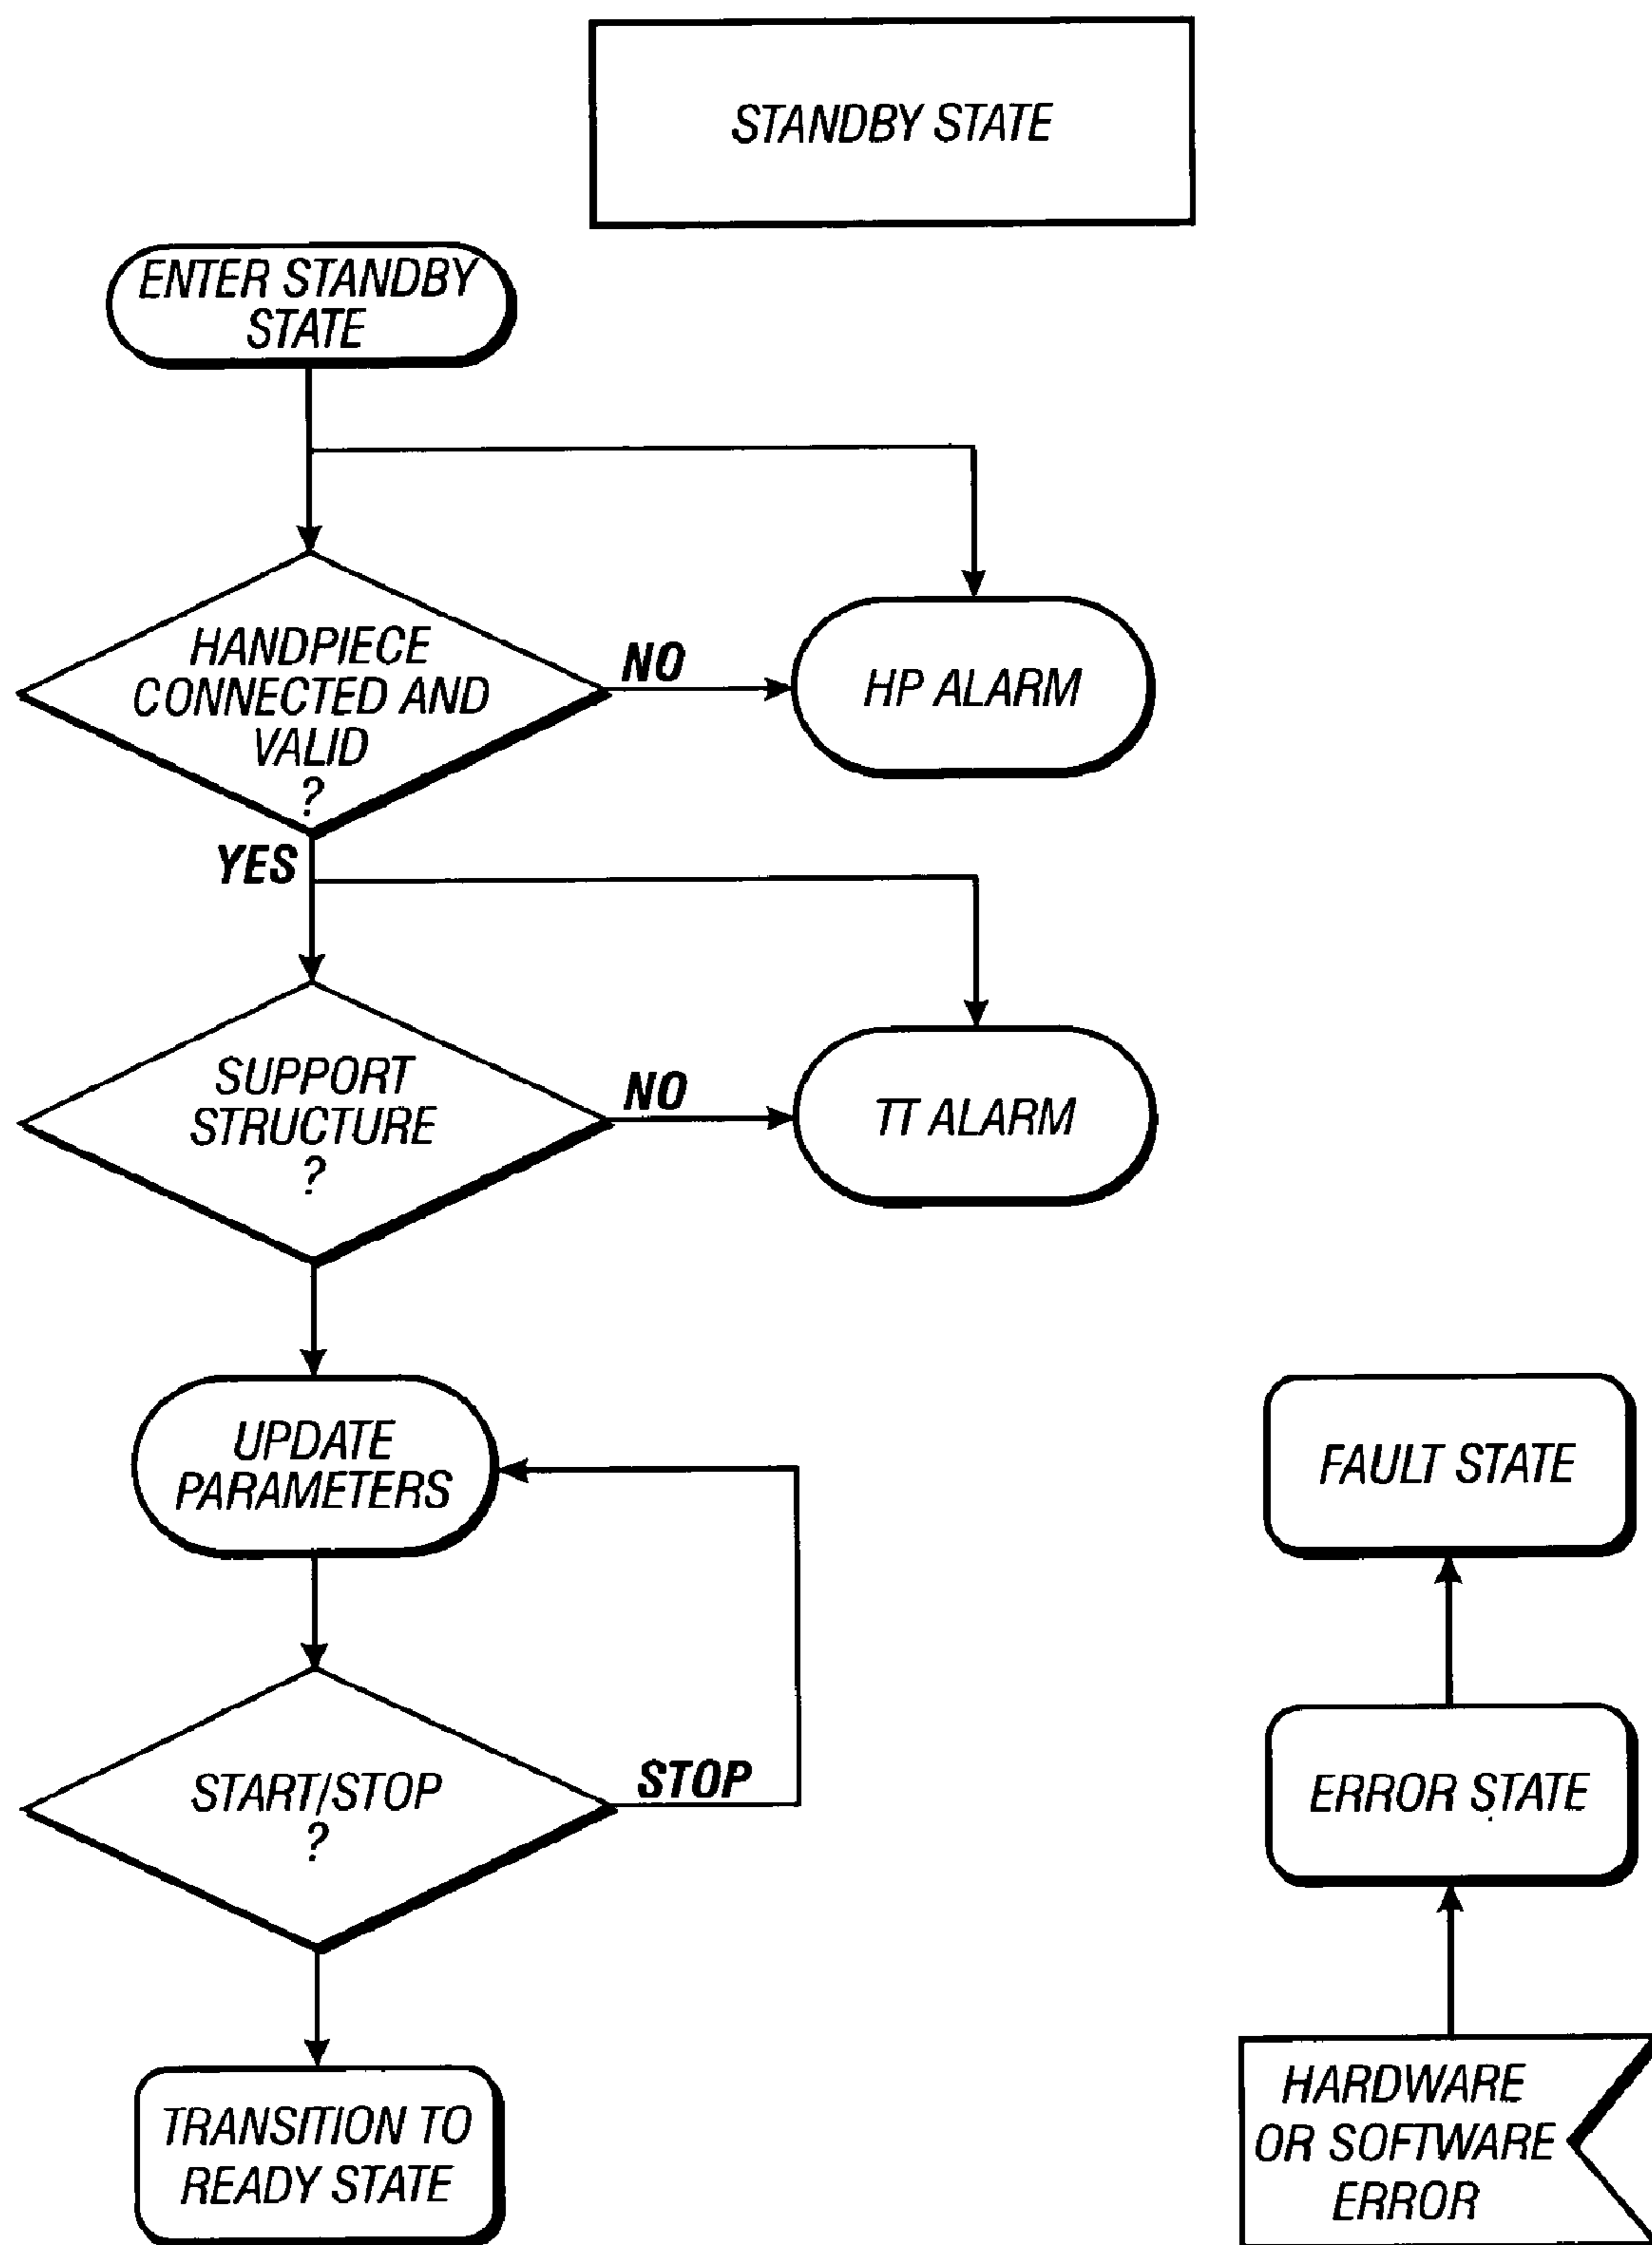 STANDBY STATE
ENTER STANDBY
STATE
HANDPIECE
CONNECTED AND
VALID
?
NO
HP ALARM
YES
SUPPORT
STRUCTURE
?
NO
TT ALARM
UPDATE
PARAMETERS
START/STOP
?
STOP
TRANSITION TO
READY STATE
FAULT STATE
ERROR STATE
HARDWARE
OR SOFTWARE
ERROR